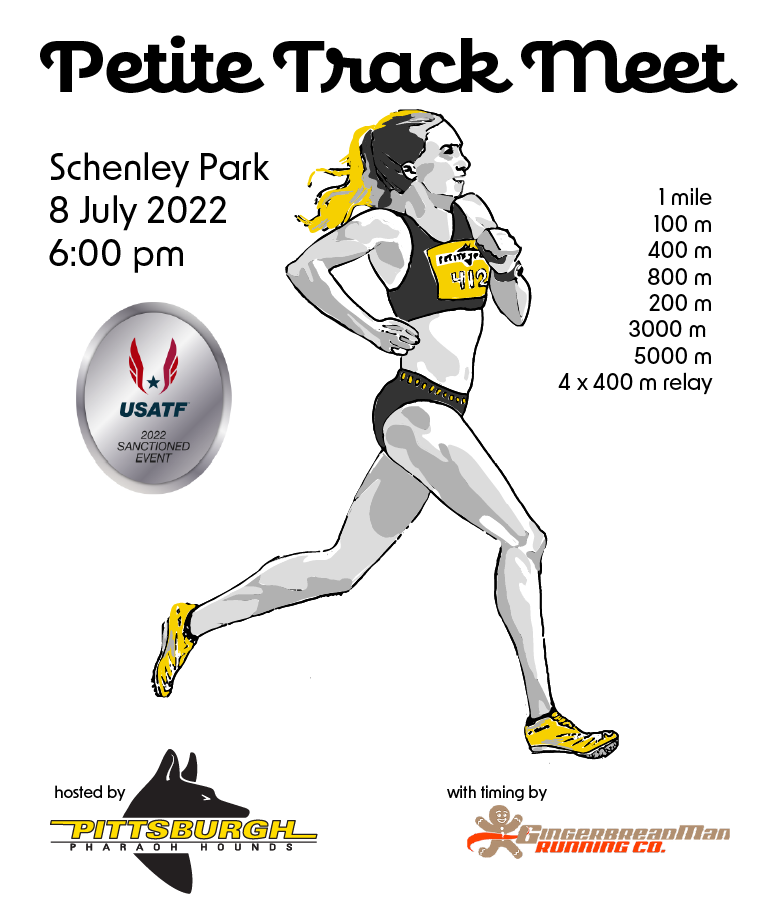 Petite Track Meet
Schenley Park
8 July 2022
6:00 pm
1 mile
100 m
400 m
800 m
200 m
3000 m
5000 m
4 x 400 m relay
412
USATF
2022
SANCTIONED
EVENT
hosted by
PITTSBURGH
PHARAOH HOUNDS
with timing by
GINGERBREADMAN
RUNNING CO.